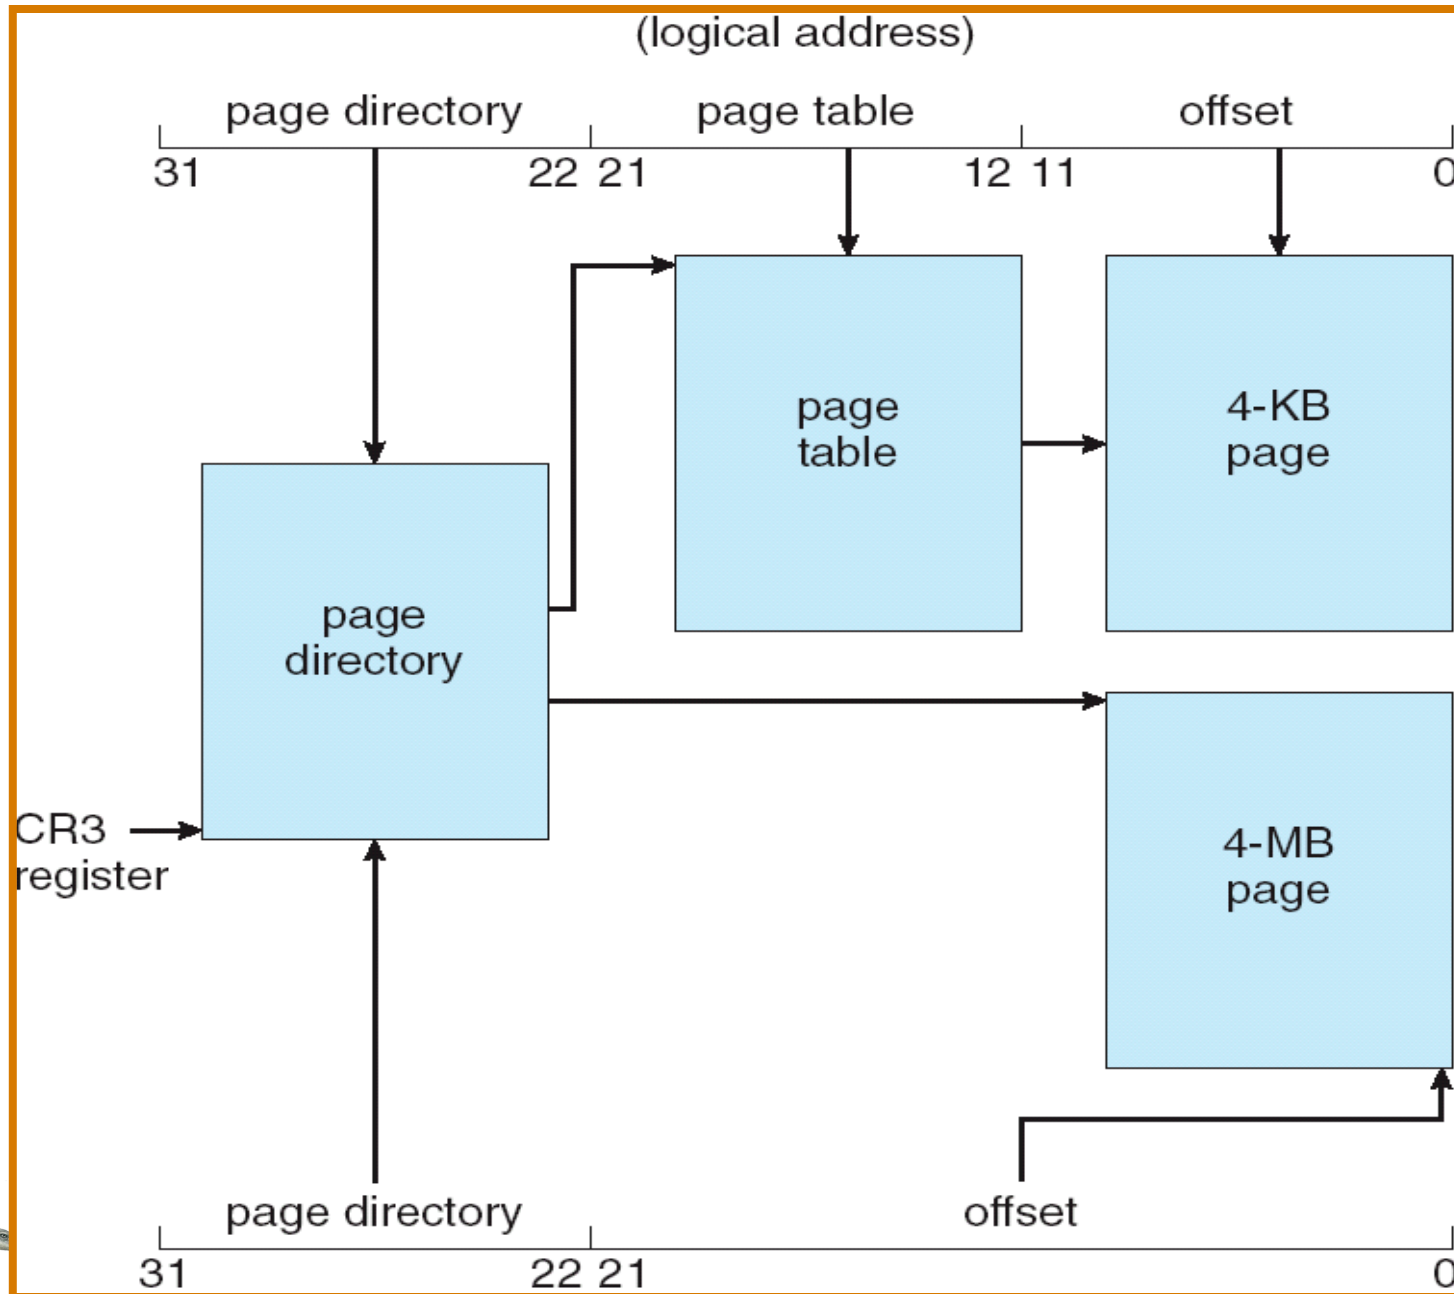 (logical address)
page directory page table offset
31 22 21 12 11 0
page
table
4-KB
page
page
directory
CR3
register
4-MB
page
page directory offset
31 22 21 0